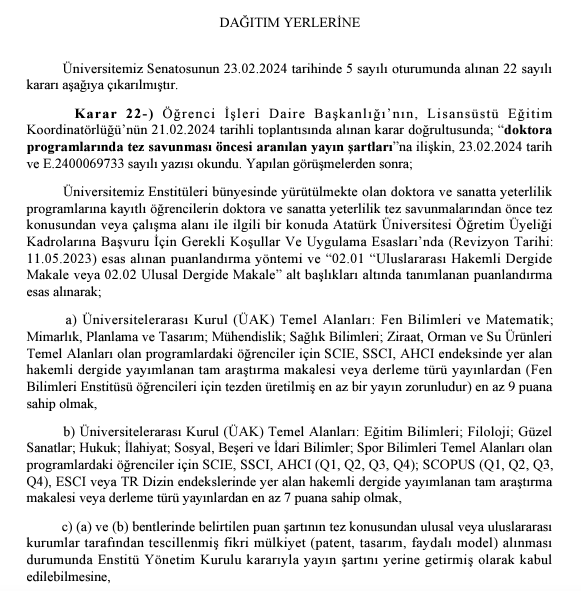 DAĞITIM YERLERİNE
Üniversitemiz Senatosunun 23.02.2024 tarihinde 5 sayılı oturumunda alınan 22 sayılı
kararı aşağıya çıkarılmıştır.
Karar 22-) Öğrenci İşleri Daire Başkanlığı'nın, Lisansüstü Eğitim
Koordinatörlüğü'nün 21.02.2024 tarihli toplantısında alınan karar doğrultusunda; “doktora
programlarında tez savunması öncesi aranılan yayın şartları”na ilişkin, 23.02.2024 tarih
ve E.2400069733 sayılı yazısı okundu. Yapılan görüşmelerden sonra;
Üniversitemiz Enstitüleri bünyesinde yürütülmekte olan doktora ve sanatta yeterlilik
programlarına kayıtlı öğrencilerin doktora ve sanatta yeterlilik tez savunmalarından önce tez
konusundan veya çalışma alanı ile ilgili bir konuda Atatürk Üniversitesi Öğretim Üyeliği
Kadrolarına Başvuru İçin Gerekli Koşullar Ve Uygulama Esasları'nda (Revizyon Tarihi:
11.05.2023) esas alınan puanlandırma yöntemi ve “02.01 “Uluslararası Hakemli Dergide
Makale veya 02.02 Ulusal Dergide Makale” alt başlıkları altında tanımlanan puanlandırma
esas alınarak;
a) Üniversitelerarası Kurul (ÜAK) Temel Alanları: Fen Bilimleri ve Matematik;
Mimarlık, Planlama ve Tasarım; Mühendislik; Sağlık Bilimleri; Ziraat, Orman ve Su Ürünleri
Temel Alanları olan programlardaki öğrenciler için SCIE, SSCI, AHCI endeksinde yer alan
hakemli dergide yayımlanan tam araştırma makalesi veya derleme türü yayınlardan (Fen
Bilimleri Enstitüsü öğrencileri için tezden üretilmiş en az bir yayın zorunludur) en az 9 puana
sahip olmak,
b) Üniversitelerarası Kurul (ÜAK) Temel Alanları: Eğitim Bilimleri; Filoloji; Güzel
Sanatlar; Hukuk; İlahiyat; Sosyal, Beşeri ve İdari Bilimler; Spor Bilimleri Temel Alanları olan
programlardaki öğrenciler için SCIE, SSCI, AHCI (Q1, Q2, Q3, Q4); SCOPUS (Q1, Q2, Q3,
Q4), ESCI veya TR Dizin endekslerinde yer alan hakemli dergide yayımlanan tam araştırma
makalesi veya derleme türü yayınlardan en az 7 puana sahip olmak,
c) (a) ve (b) bentlerinde belirtilen puan şartının tez konusundan ulusal veya uluslararası
kurumlar tarafından tescillenmiş fikri mülkiyet (patent, tasarım, faydalı model) alınması
durumunda Enstitü Yönetim Kurulu kararıyla yayın şartını yerine getirmiş olarak kabul
edilebilmesine,